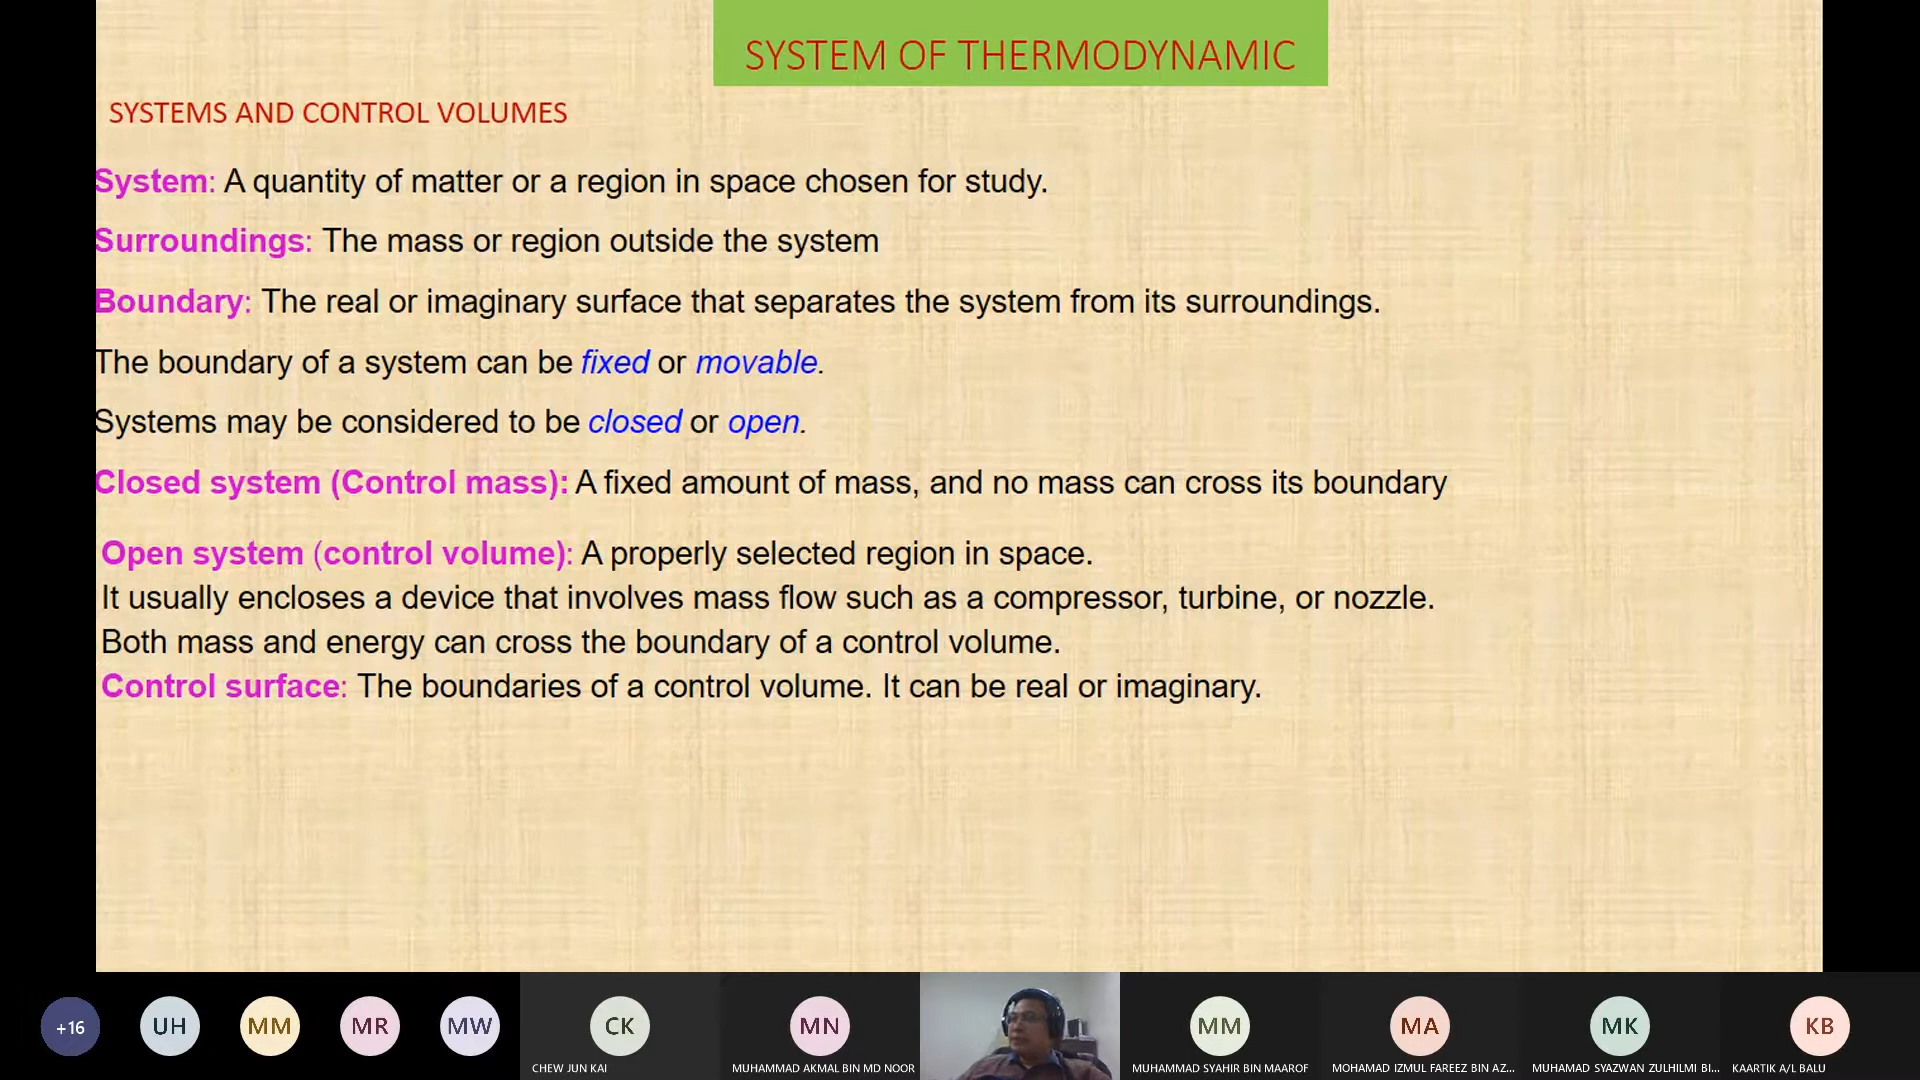 SYSTEM OF THERMODYNAMIC
SYSTEMS AND CONTROL VOLUMES
System: A quantity of matter or a region in space chosen for study.
Surroundings: The mass or region outside the system
Boundary: The real or imaginary surface that separates the system from its surroundings.
The boundary of a system can be fixed or movable.
Systems may be considered to be closed or open.
Closed system (Control mass): A fixed amount of mass, and no mass can cross its boundary
Open system (control volume): A properly selected region in space.
It usually encloses a device that involves mass flow such as a compressor, turbine, or nozzle.
Both mass and energy can cross the boundary of a control volume.
Control surface: The boundaries of a control volume. It can be real or imaginary.
+16 UH MM MR MW CK MN MM MA MK KB
CHEW JUN KAI MUHAMMAD AKMAL BIN MD NOOR MUHAMMAD SYAHIR BIN MAAROF MOHAMAD IZMUL FAREEZ BIN AZ... MUHAMAD SYAZWAN ZULHILMI BI... KAARTIK A/L BALU